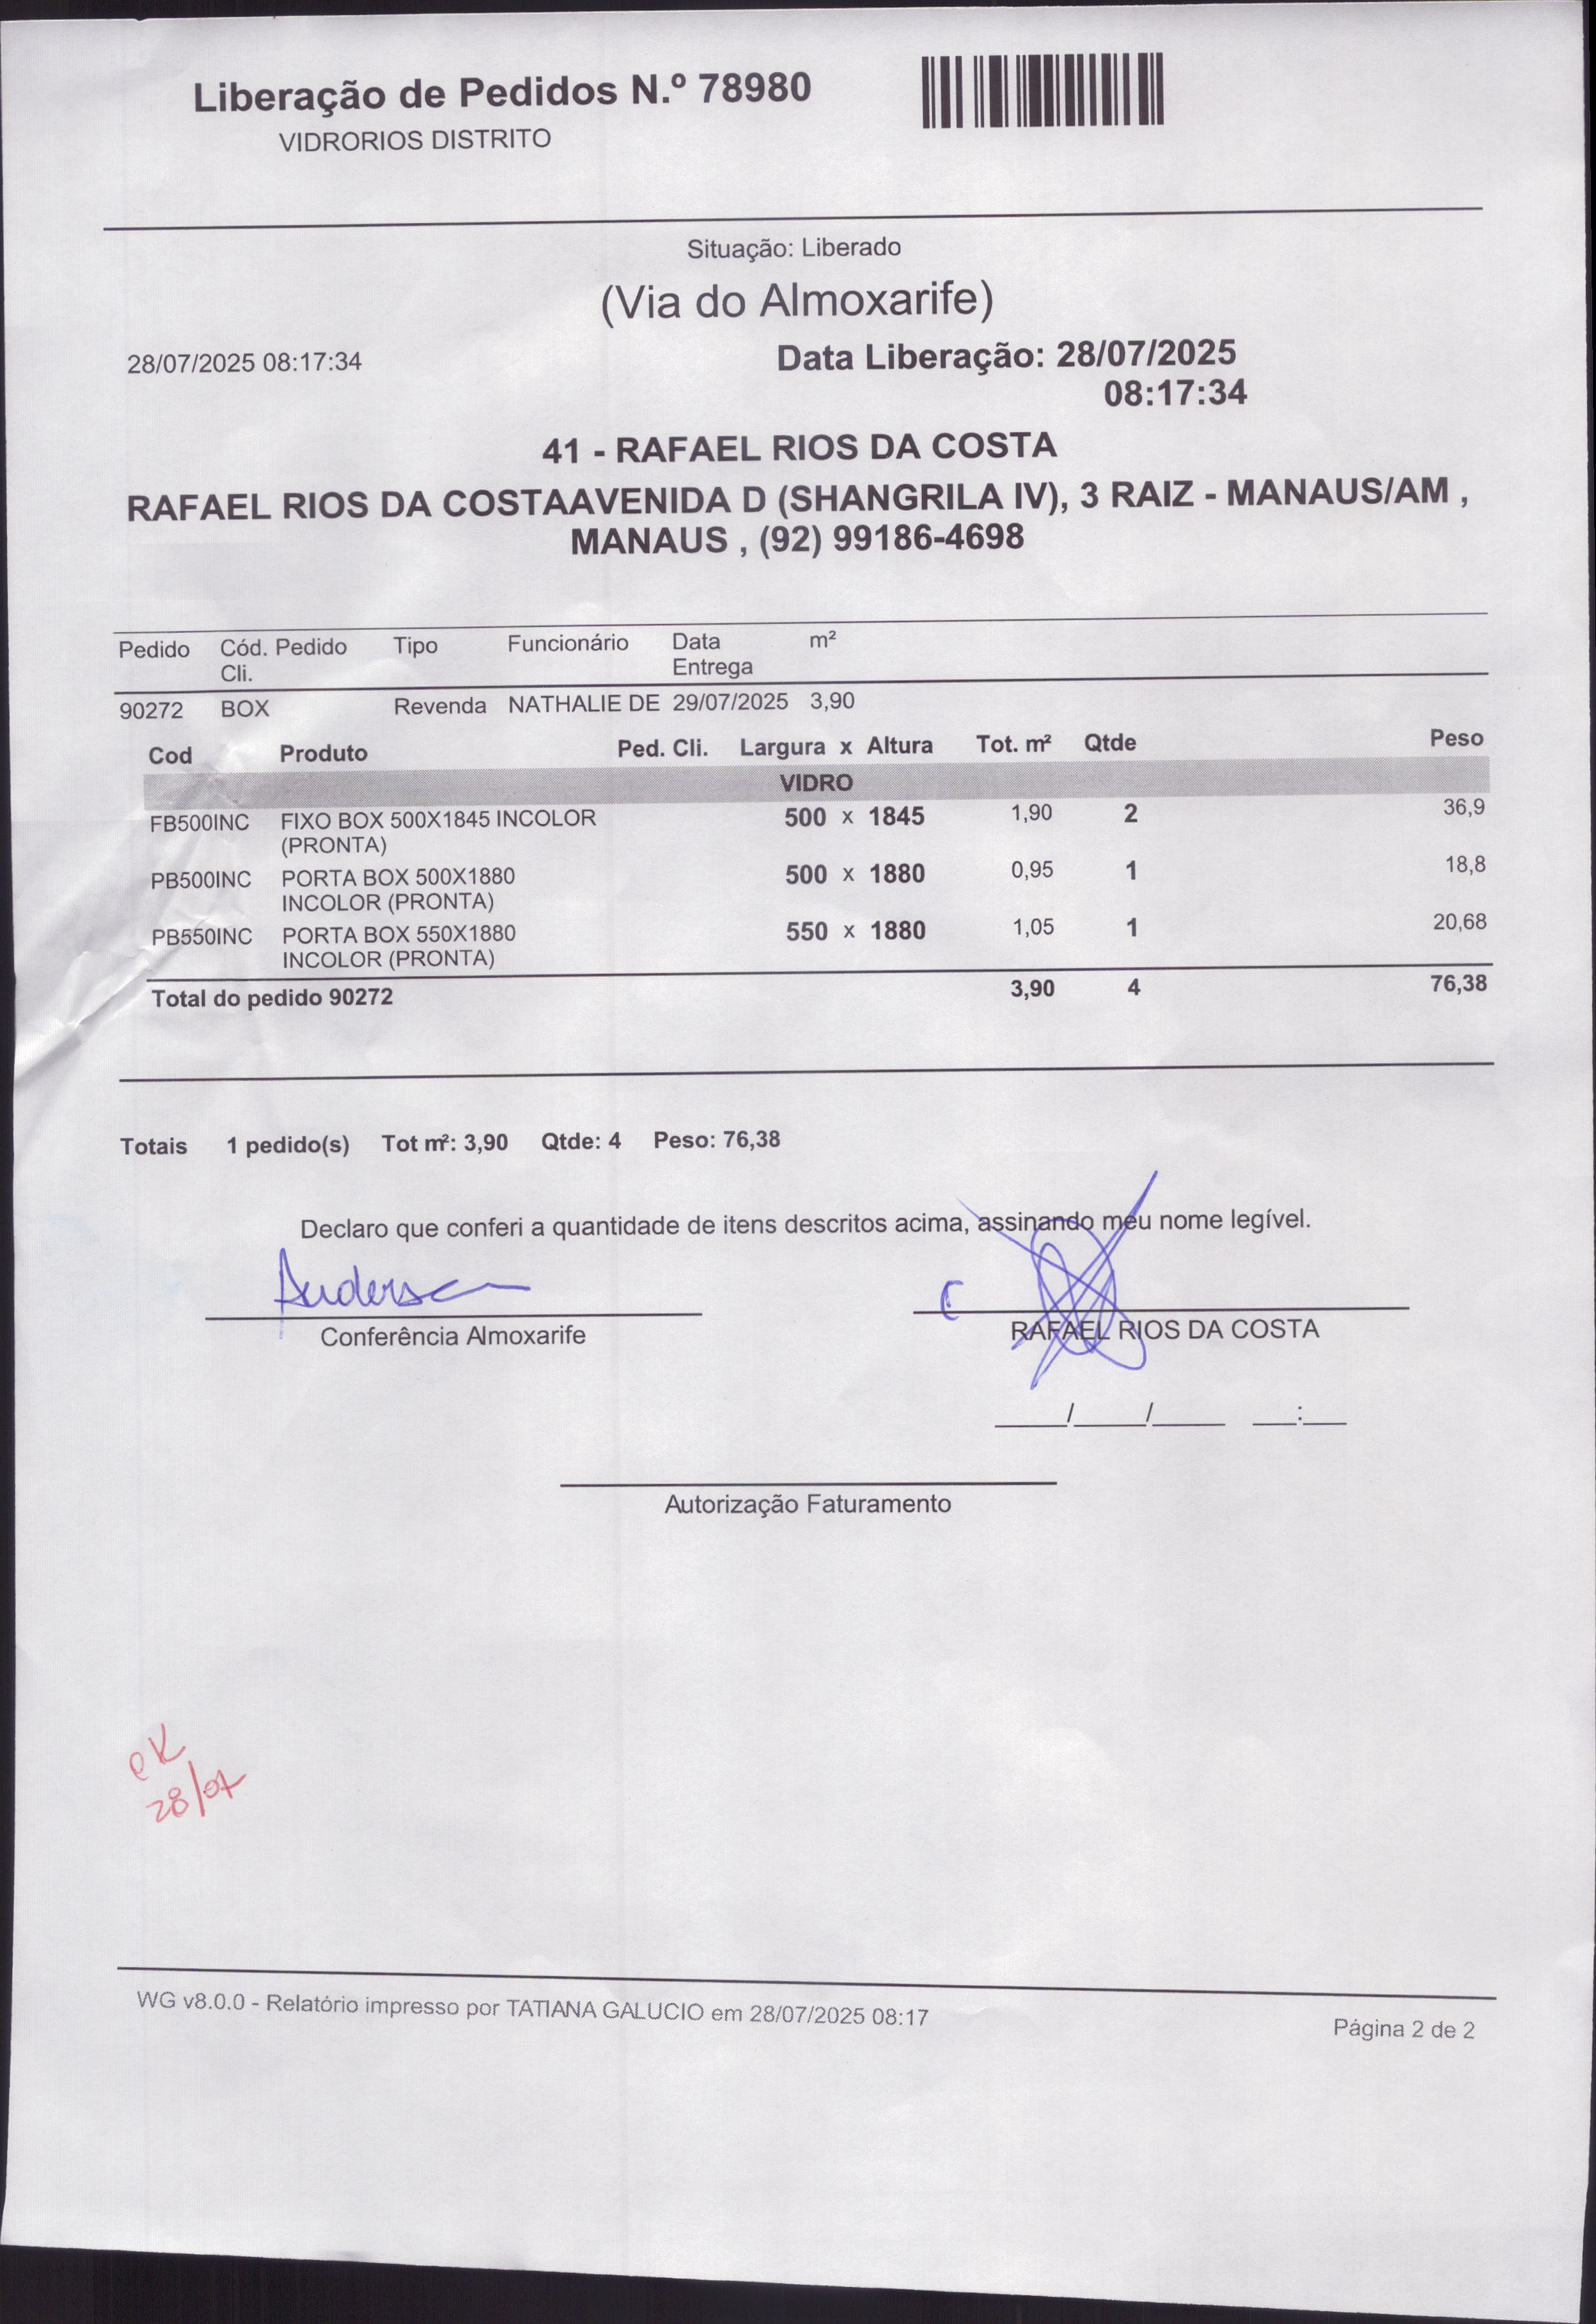 Liberação de Pedidos N.º 78980
VIDRORIOS DISTRITO
Situação: Liberado
(Via do Almoxarife)
28/07/2025 08:17:34
Data Liberação: 28/07/2025
08:17:34
41 - RAFAEL RIOS DA COSTA
RAFAEL RIOS DA COSTAAVENIDA D (SHANGRILA IV), 3 RAIZ - MANAUS/AM ,
MANAUS , (92) 99186-4698
Pedido Cód. Pedido Tipo Funcionário Data m²
Cli. Entrega
90272 BOX Revenda NATHALIE DE 29/07/2025 3,90
Cod Produto Ped. Cli. Largura x Altura Tot. m² Qtde Peso
VIDRO
FB500INC FIXO BOX 500X1845 INCOLOR 500 x 1845 1,90 2 36,9
(PRONTA)
PB500INC PORTA BOX 500X1880 500 x 1880 0,95 1 18,8
INCOLOR (PRONTA)
PB550INC PORTA BOX 550X1880 550 x 1880 1,05 1 20,68
INCOLOR (PRONTA)
Total do pedido 90272 3,90 4 76,38
Totais 1 pedido(s) Tot m²: 3,90 Qtde: 4 Peso: 76,38
Declaro que conferi a quantidade de itens descritos acima, assinando meu nome legível.
Anderson
Conferência Almoxarife RAFAEL RIOS DA COSTA
____/____/____ __:__
Autorização Faturamento
OK
28/07
WG v8.0.0 - Relatório impresso por TATIANA GALUCIO em 28/07/2025 08:17
Página 2 de 2